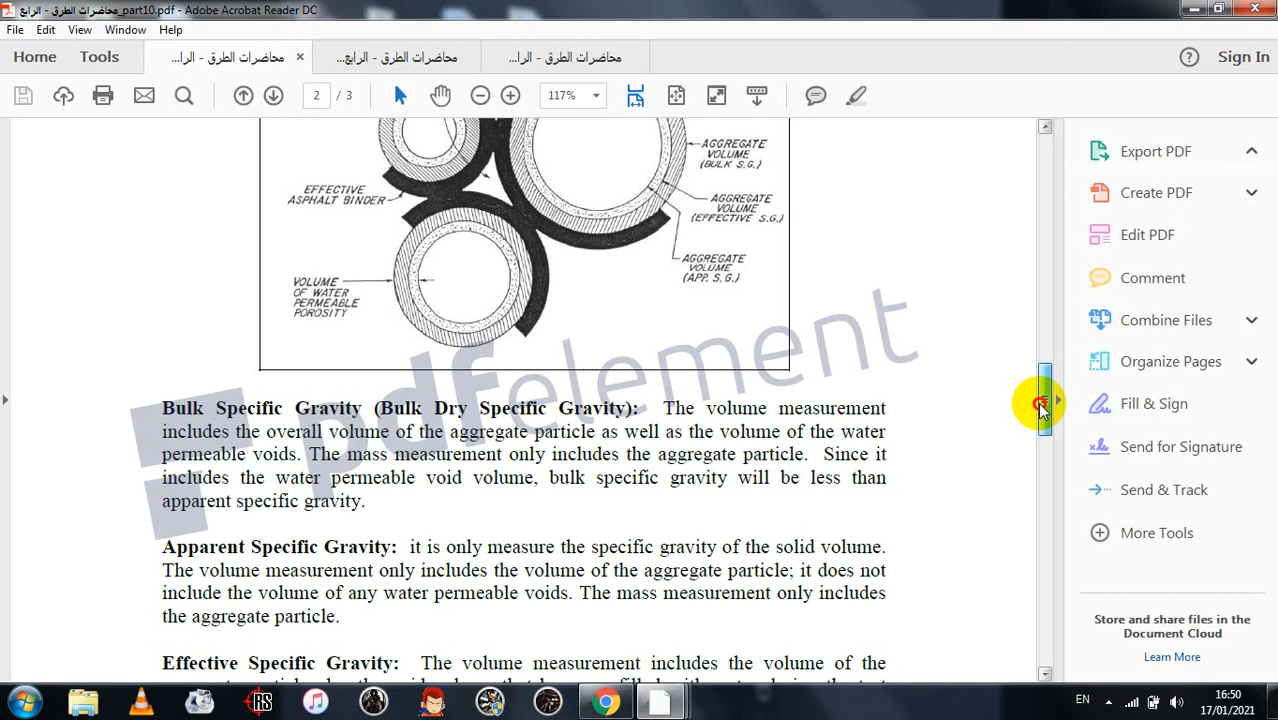 محاضرات الطرق - الرابع_part10.pdf - Adobe Acrobat Reader DC
File Edit View Window Help
Home Tools محاضرات الطرق - الرا... × محاضرات الطرق - الرابع... محاضرات الطرق - الرا... Sign In
2 / 3 117%
AGGREGATE
VOLUME
(BULK S.G.)
EFFECTIVE
ASPHALT BINDER
AGGREGATE
VOLUME
(EFFECTIVE S.G.)
AGGREGATE
VOLUME
(APP. S.G.)
VOLUME
OF WATER
PERMEABLE
POROSITY
pdfelement
Bulk Specific Gravity (Bulk Dry Specific Gravity): The volume measurement
includes the overall volume of the aggregate particle as well as the volume of the water
permeable voids. The mass measurement only includes the aggregate particle. Since it
includes the water permeable void volume, bulk specific gravity will be less than
apparent specific gravity.
Apparent Specific Gravity: it is only measure the specific gravity of the solid volume.
The volume measurement only includes the volume of the aggregate particle; it does not
include the volume of any water permeable voids. The mass measurement only includes
the aggregate particle.
Effective Specific Gravity: The volume measurement includes the volume of the
Export PDF
Create PDF
Edit PDF
Comment
Combine Files
Organize Pages
Fill & Sign
Send for Signature
Send & Track
More Tools
Store and share files in the
Document Cloud
Learn More
RS
EN
16:50
17/01/2021